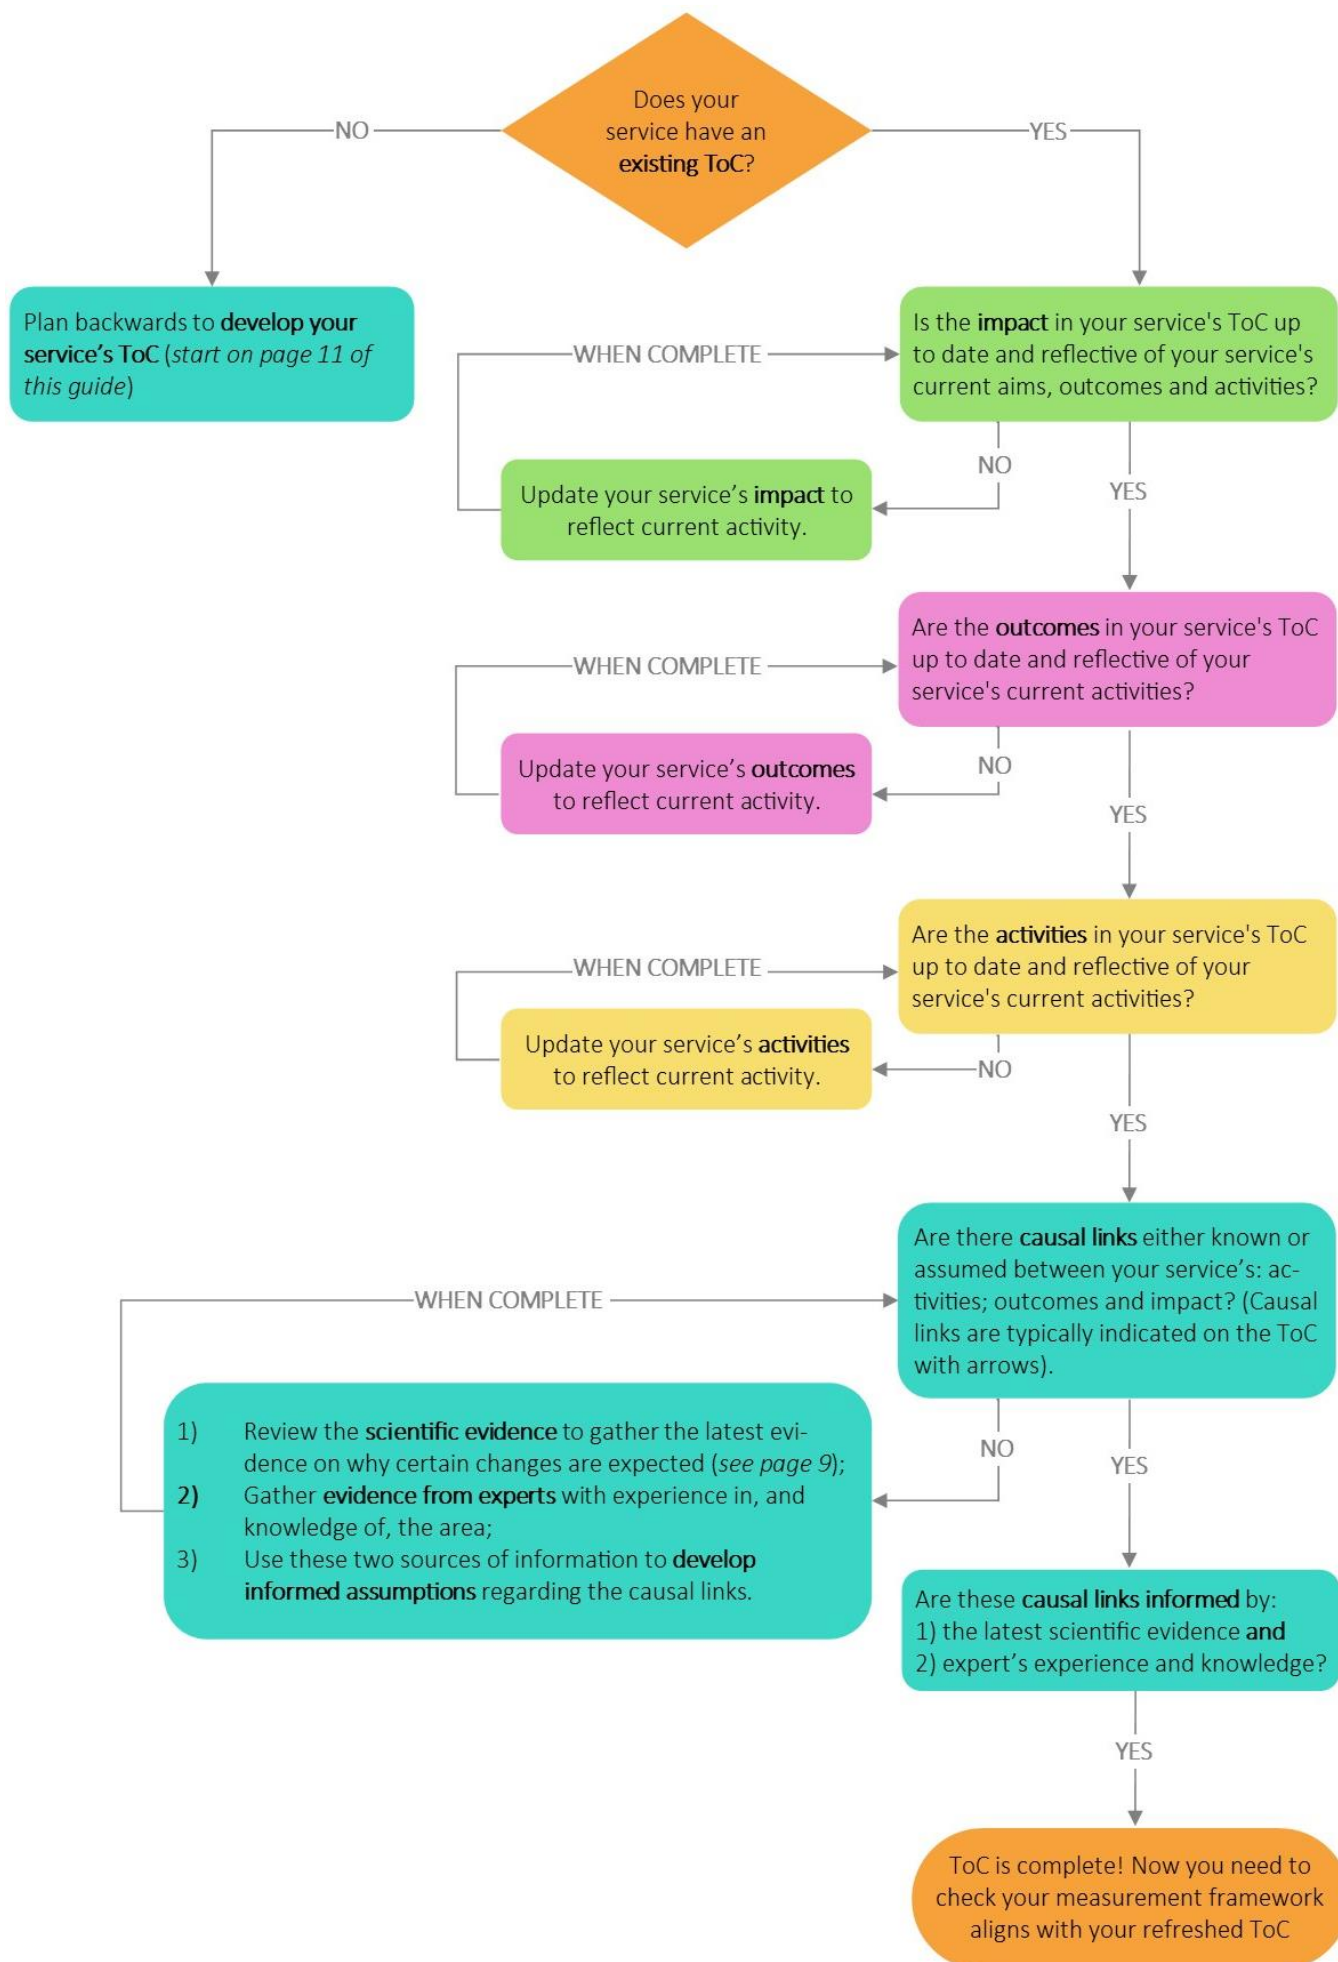 Does your
service have an
existing ToC?
NO
YES
Plan backwards to develop your
service’s ToC (start on page 11 of
this guide)
Is the impact in your service's ToC up
to date and reflective of your service's
current aims, outcomes and activities?
WHEN COMPLETE
NO
YES
Update your service’s impact to
reflect current activity.
Are the outcomes in your service's ToC
up to date and reflective of your
service's current activities?
WHEN COMPLETE
NO
YES
Update your service’s outcomes
to reflect current activity.
Are the activities in your service's ToC
up to date and reflective of your
service's current activities?
WHEN COMPLETE
NO
YES
Update your service’s activities
to reflect current activity.
Are there causal links either known or
assumed between your service’s: ac-
tivities; outcomes and impact? (Causal
links are typically indicated on the ToC
with arrows).
WHEN COMPLETE
NO
YES
1) Review the scientific evidence to gather the latest evi-
dence on why certain changes are expected (see page 9);
2) Gather evidence from experts with experience in, and
knowledge of, the area;
3) Use these two sources of information to develop
informed assumptions regarding the causal links.
Are these causal links informed by:
1) the latest scientific evidence and
2) expert’s experience and knowledge?
YES
ToC is complete! Now you need to
check your measurement framework
aligns with your refreshed ToC